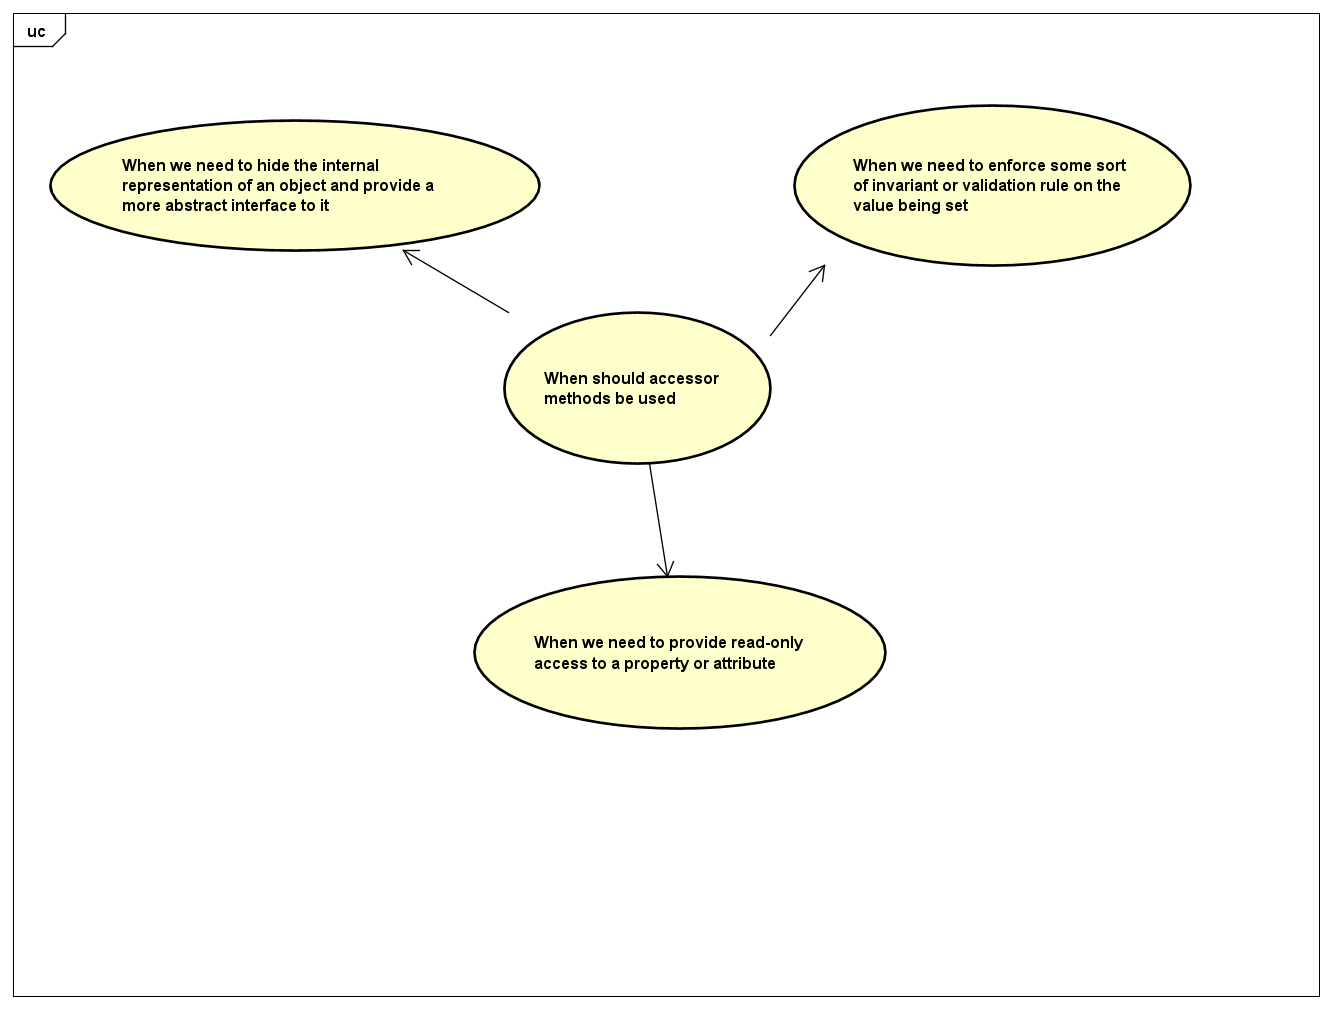 uc
When we need to hide the internal
representation of an object and provide a
more abstract interface to it
When we need to enforce some sort
of invariant or validation rule on the
value being set
When should accessor
methods be used
When we need to provide read-only
access to a property or attribute